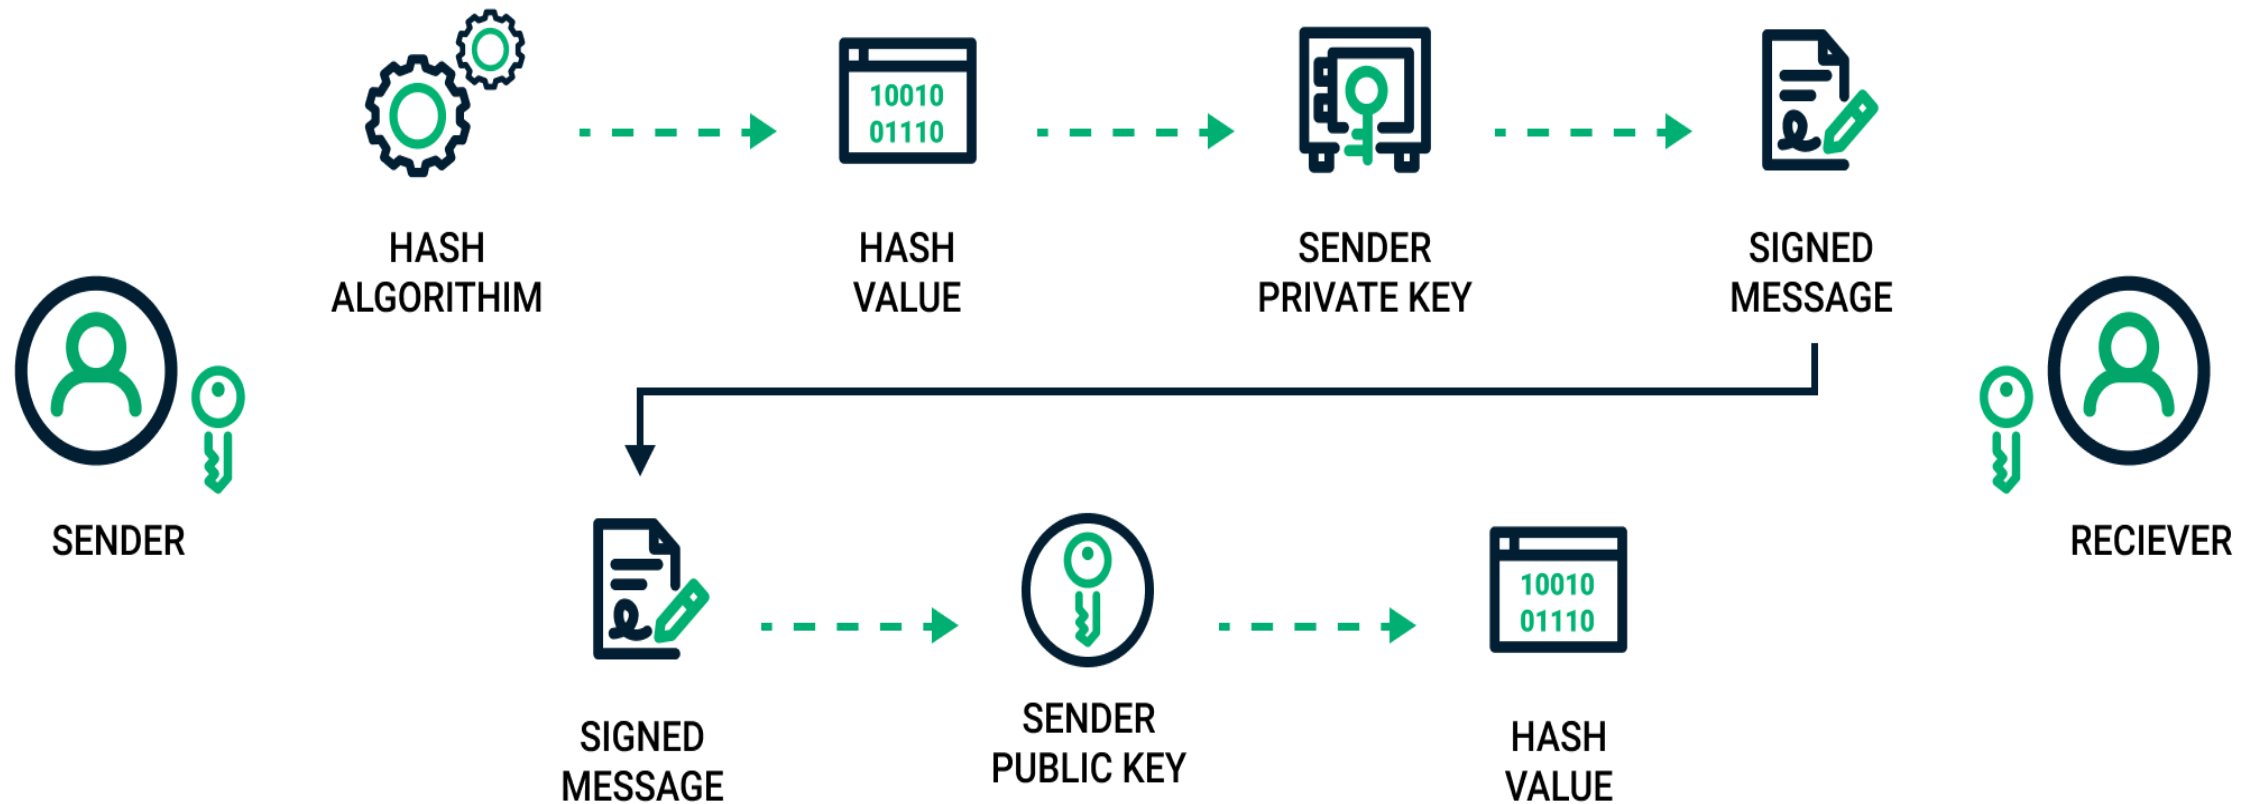 10010
01110
HASH
ALGORITHIM
HASH
VALUE
SENDER
PRIVATE KEY
SIGNED
MESSAGE
SENDER
RECIEVER
10010
01110
SIGNED
MESSAGE
SENDER
PUBLIC KEY
HASH
VALUE